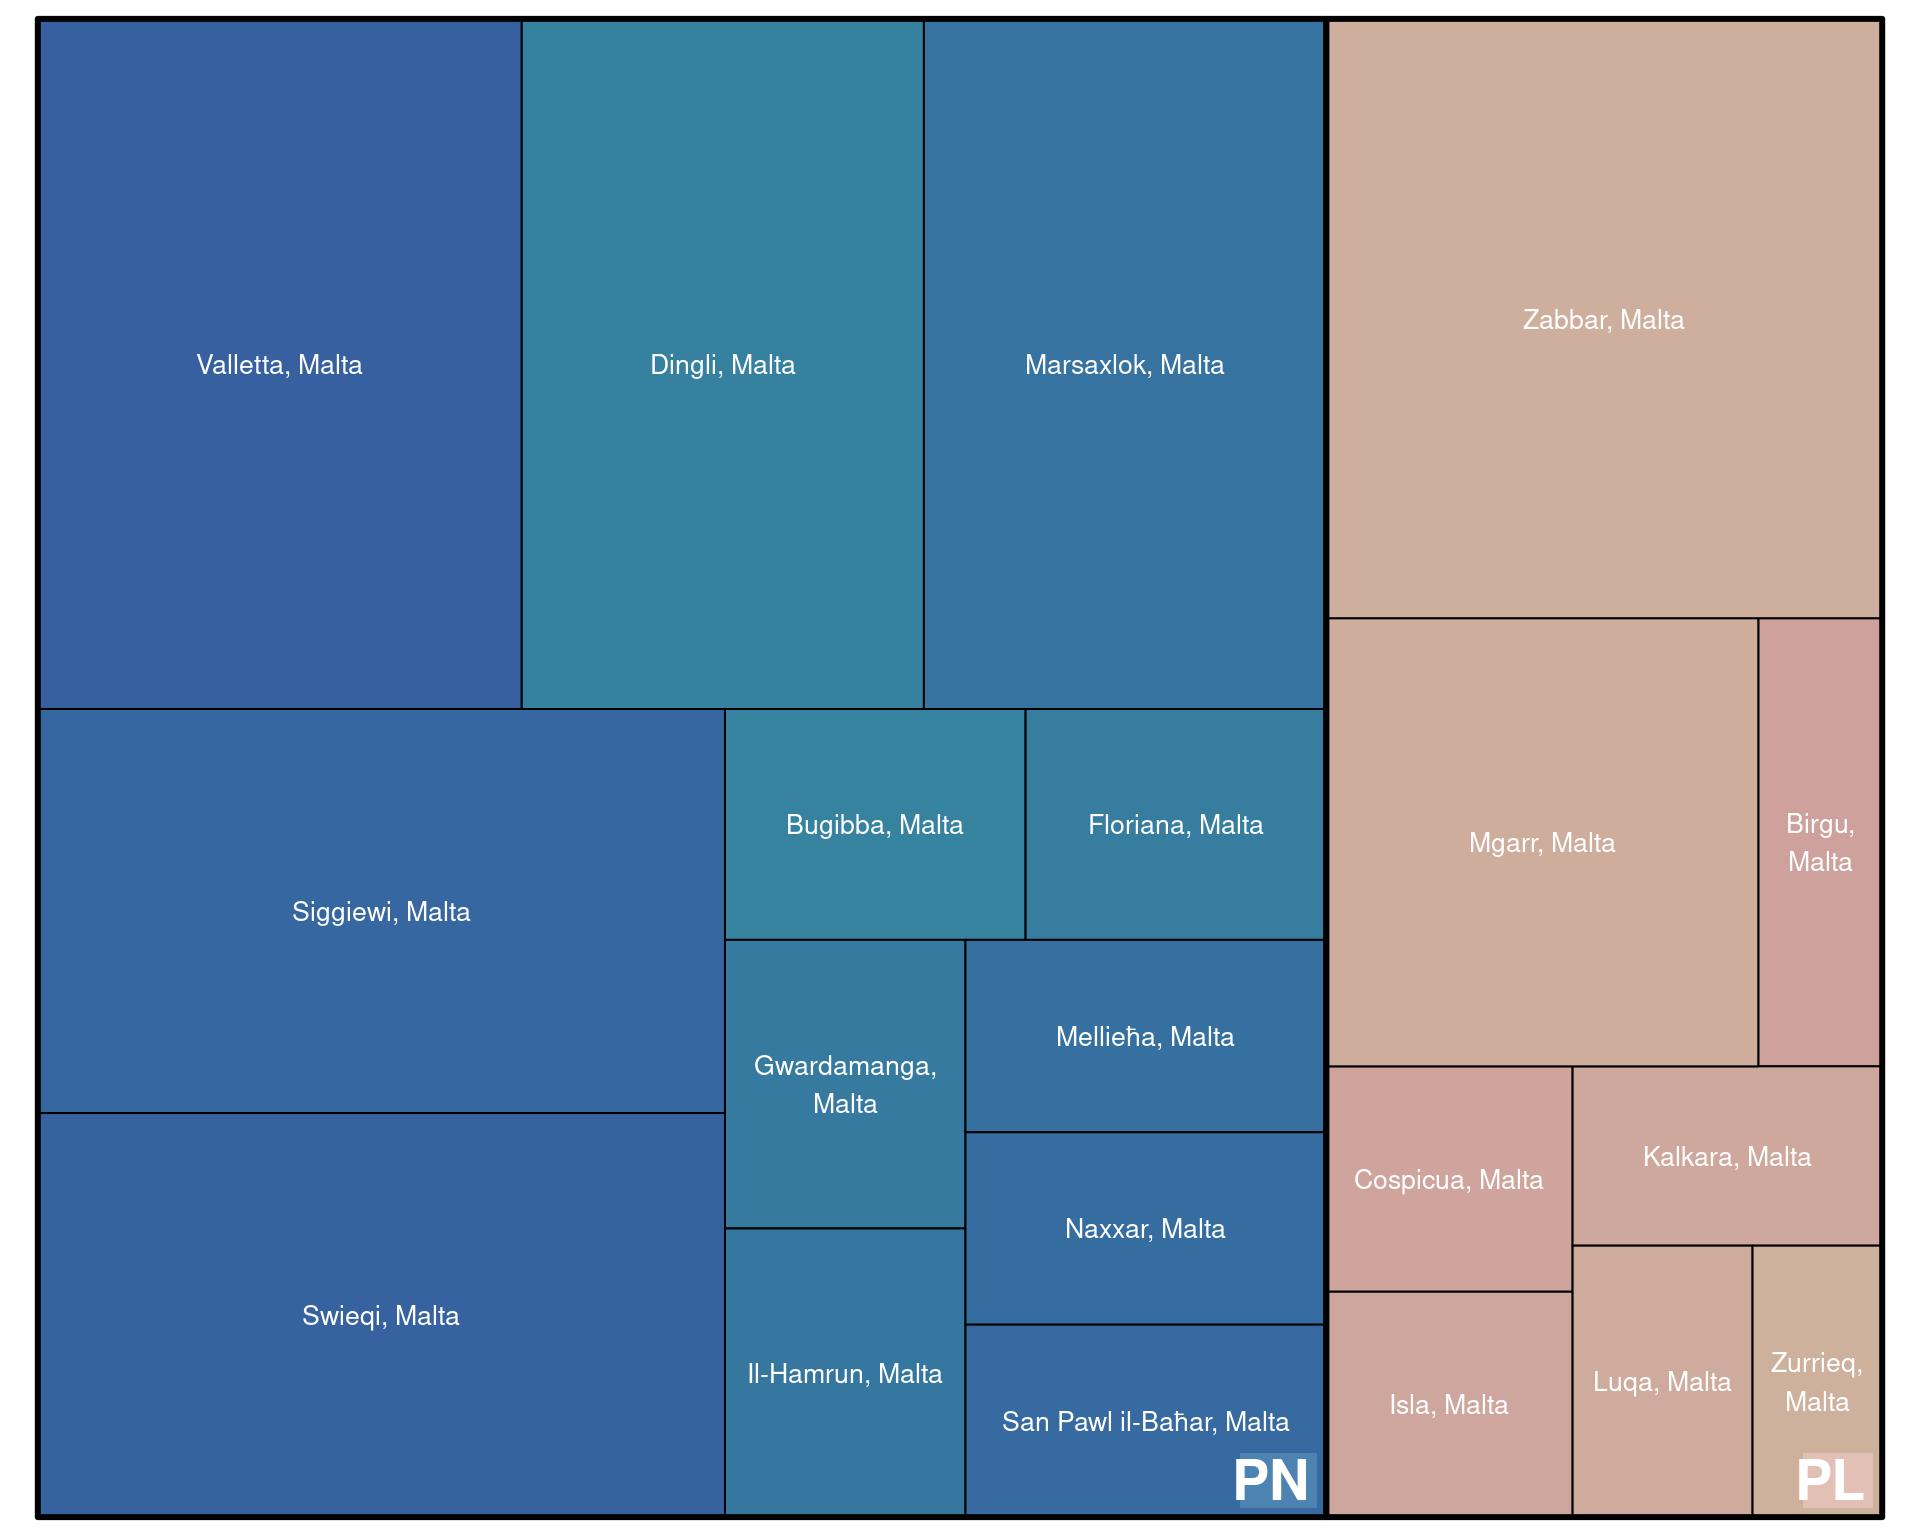 Valletta, Malta
Dingli, Malta
Marsaxlok, Malta
Zabbar, Malta
Siggiewi, Malta
Bugibba, Malta
Floriana, Malta
Mgarr, Malta
Birgu,
Malta
Gwardamanga,
Malta
Mellieħa, Malta
Cospicua, Malta
Kalkara, Malta
Naxxar, Malta
Swieqi, Malta
Il-Hamrun, Malta
San Pawl il-Baħar, Malta
Isla, Malta
Luqa, Malta
Zurrieq,
Malta
PN
PL